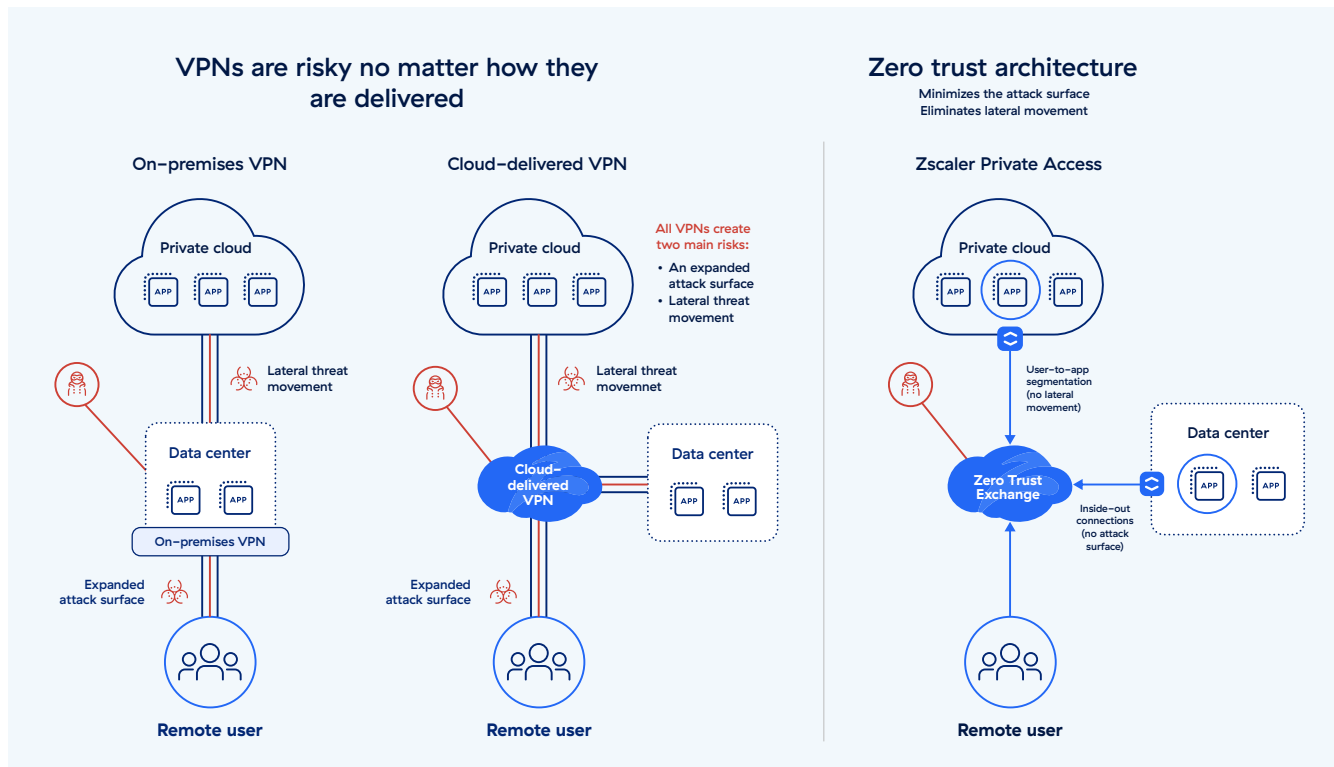 VPNs are risky no matter how they
are delivered
On-premises VPN
Private cloud
APP
APP
APP
Lateral threat
movement
Data center
APP
APP
On-premises VPN
Expanded
attack surface
Remote user
Cloud-delivered VPN
Private cloud
APP
APP
APP
All VPNs create
two main risks:
• An expanded
attack surface
• Lateral threat
movement
Lateral threat
movemnet
Cloud-
delivered
VPN
Data center
APP
APP
Expanded
attack surface
Remote user
Zero trust architecture
Minimizes the attack surface
Eliminates lateral movement
Zscaler Private Access
Private cloud
APP
APP
APP
User-to-app
segmentation
(no lateral
movement)
Zero Trust
Exchange
Data center
APP
APP
Inside-out
connections
(no attack
surface)
Remote user